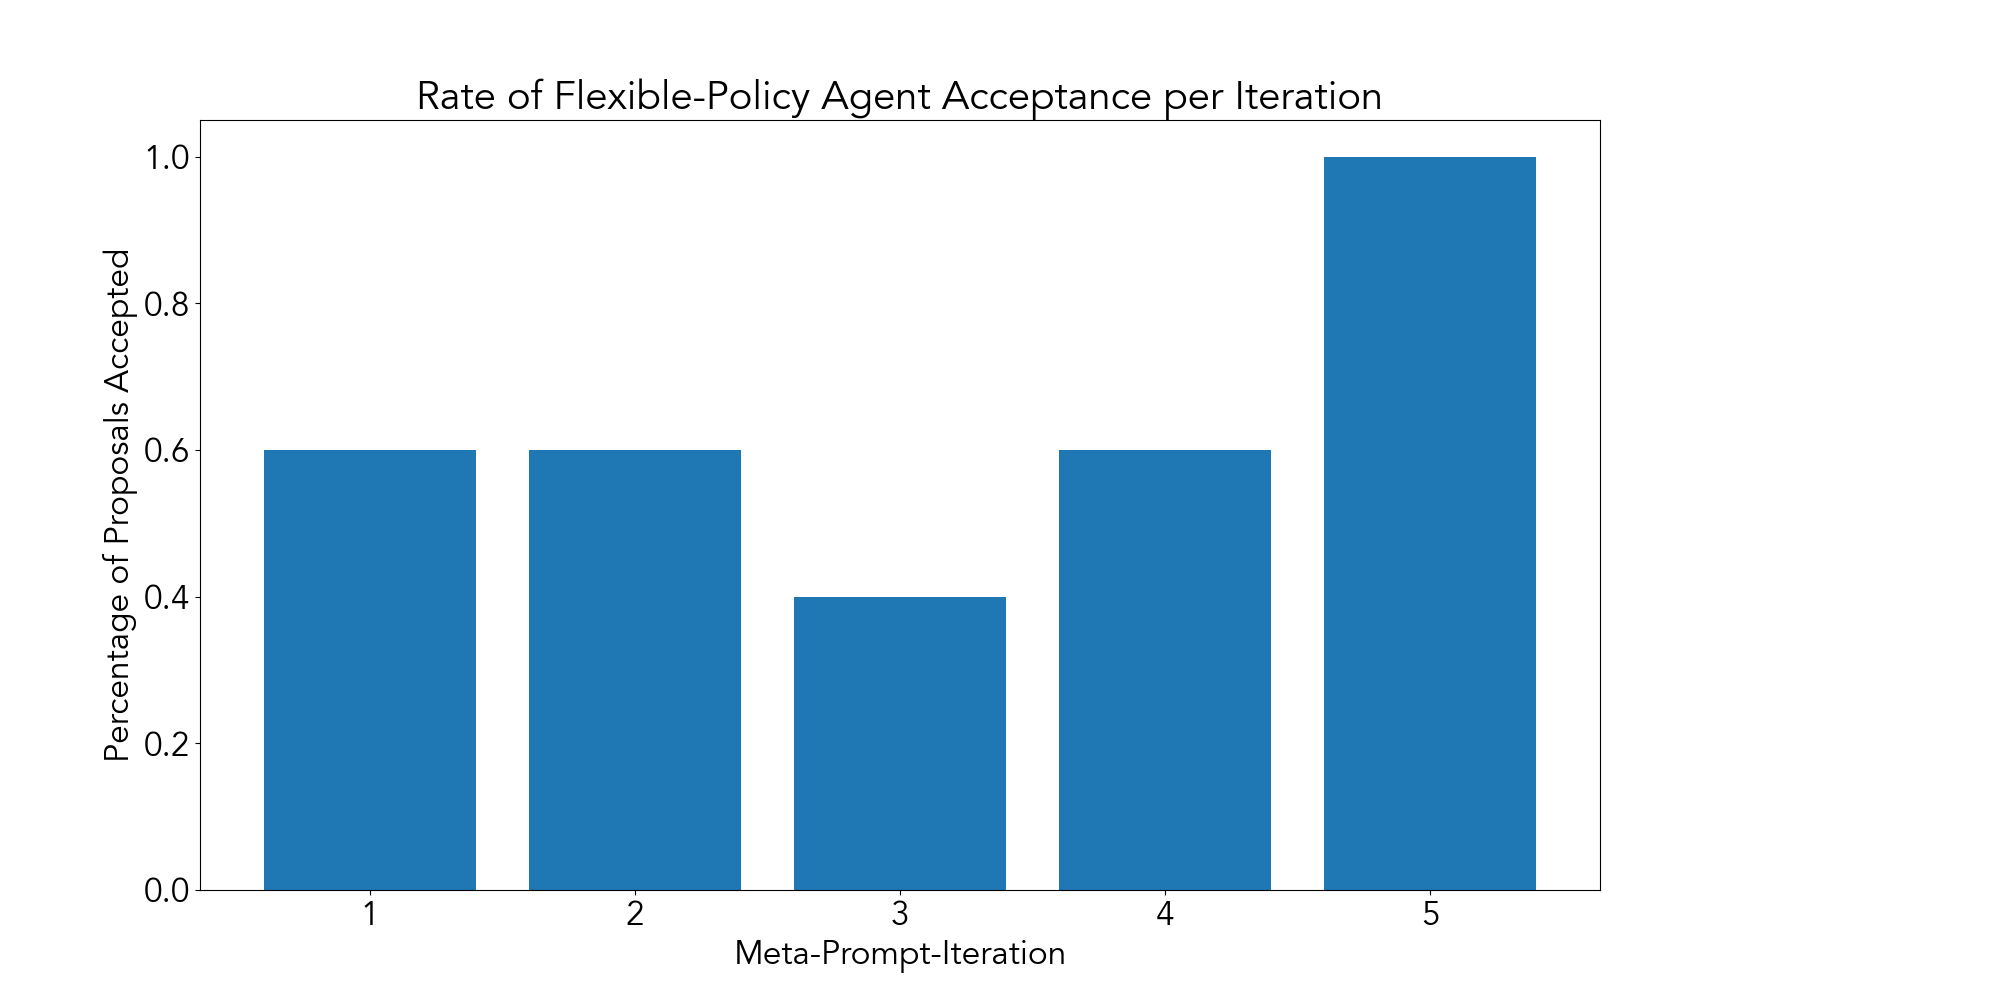 Rate of Flexible-Policy Agent Acceptance per Iteration
Percentage of Proposals Accepted
1.0
0.8
0.6
0.4
0.2
0.0
1 2 3 4 5
Meta-Prompt-Iteration